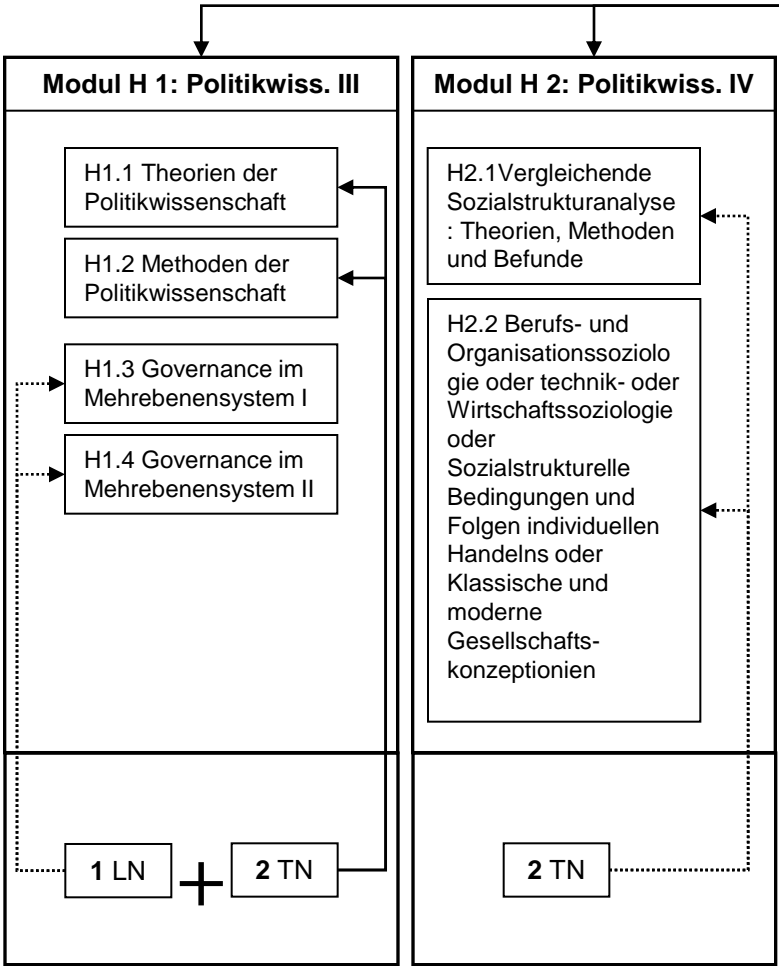 Modul H 1: Politikwiss. III
H1.1 Theorien der
Politikwissenschaft
H1.2 Methoden der
Politikwissenschaft
H1.3 Governance im
Mehrebenensystem I
H1.4 Governance im
Mehrebenensystem II
1 LN + 2 TN
Modul H 2: Politikwiss. IV
H2.1Vergleichende
Sozialstrukturanalyse
: Theorien, Methoden
und Befunde
H2.2 Berufs- und
Organisationssoziolo
gie oder technik- oder
Wirtschaftssoziologie
oder
Sozialstrukturelle
Bedingungen und
Folgen individuellen
Handelns oder
Klassische und
moderne
Gesellschafts-
konzeptionien
2 TN